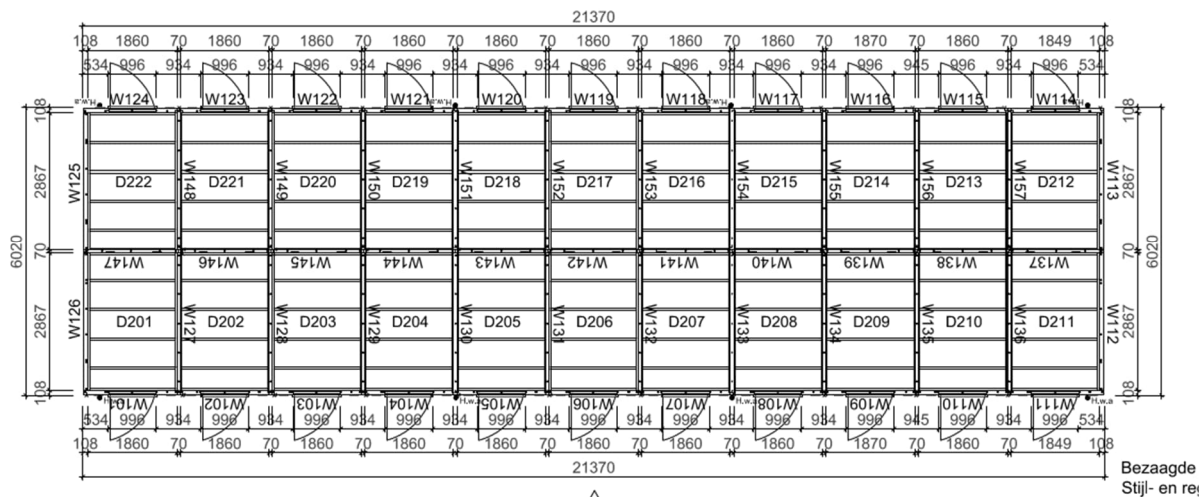 21370
108 1860 70 1860 70 1860 70 1860 70 1860 70 1860 70 1860 70 1860 70 1870 70 1860 70 1849 108
534 996 934 996 934 996 934 996 934 996 934 996 934 996 934 996 934 996 945 996 934 996 534
W124 W123 W122 W121 W120 W119 W118 W117 W116 W115 W114
H.w.a H.w.a H.w.a H.w.a
108 108
2867 W125 D222 W148 D221 W149 D220 W150 D219 W151 D218 W152 D217 W153 D216 W154 D215 W155 D214 W156 D213 W157 D212 W113 2867
6020 70 70 6020
W147 W146 W145 W144 W143 W142 W141 W140 W139 W138 W137
2867 W126 D201 W127 D202 W128 D203 W129 D204 W130 D205 W131 D206 W132 D207 W133 D208 W134 D209 W135 D210 W136 D211 W112 2867
108 108
H.w.a W101 W102 W103 W104 H.w.a W105 W106 W107 H.w.a W108 W109 W110 W111 H.w.a
534 996 934 996 934 996 934 996 934 996 934 996 934 996 934 996 934 996 945 996 934 996 534
108 1860 70 1860 70 1860 70 1860 70 1860 70 1860 70 1860 70 1860 70 1870 70 1860 70 1849 108
21370
Bezaagde
Stijl- en reg